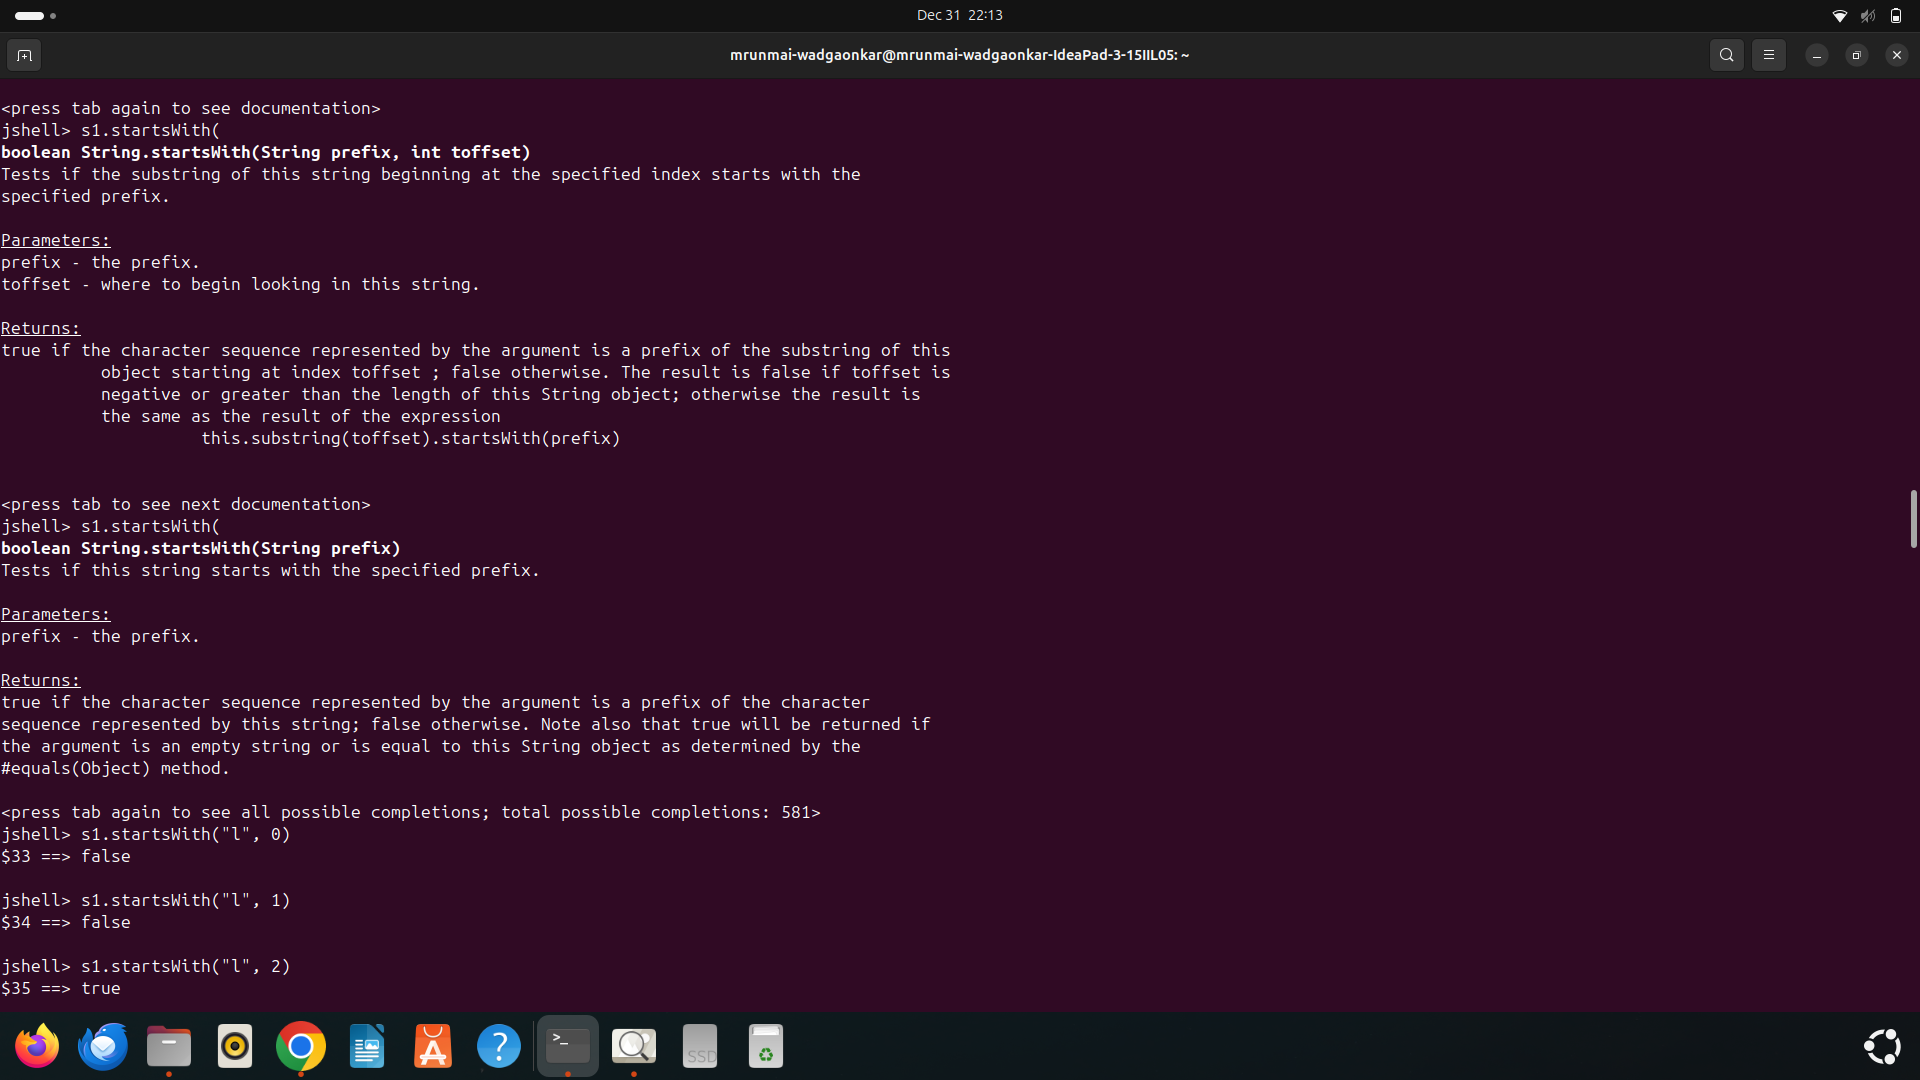 Dec 31 22:13
mrunmai-wadgaonkar@mrunmai-wadgaonkar-IdeaPad-3-15IIL05: ~
<press tab again to see documentation>
jshell> s1.startsWith(
boolean String.startsWith(String prefix, int toffset)
Tests if the substring of this string beginning at the specified index starts with the
specified prefix.
Parameters:
prefix - the prefix.
toffset - where to begin looking in this string.
Returns:
true if the character sequence represented by the argument is a prefix of the substring of this
object starting at index toffset ; false otherwise. The result is false if toffset is
negative or greater than the length of this String object; otherwise the result is
the same as the result of the expression
this.substring(toffset).startsWith(prefix)
<press tab to see next documentation>
jshell> s1.startsWith(
boolean String.startsWith(String prefix)
Tests if this string starts with the specified prefix.
Parameters:
prefix - the prefix.
Returns:
true if the character sequence represented by the argument is a prefix of the character
sequence represented by this string; false otherwise. Note also that true will be returned if
the argument is an empty string or is equal to this String object as determined by the
#equals(Object) method.
<press tab again to see all possible completions; total possible completions: 581>
jshell> s1.startsWith("l", 0)
$33 ==> false
jshell> s1.startsWith("l", 1)
$34 ==> false
jshell> s1.startsWith("l", 2)
$35 ==> true
>_
?
SSD